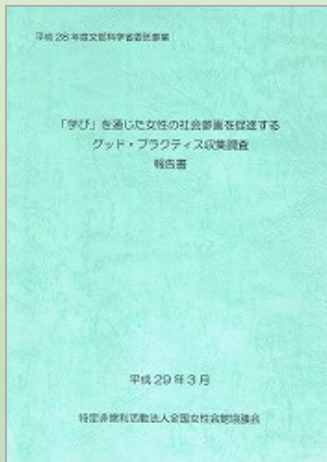 平成28年度文部科学省委託事業
「学び」を通じた女性の社会参画を促進する
グッド・プラクティス収集調査
報告書
平成29年3月
特定非営利活動法人全国女性会館協議会